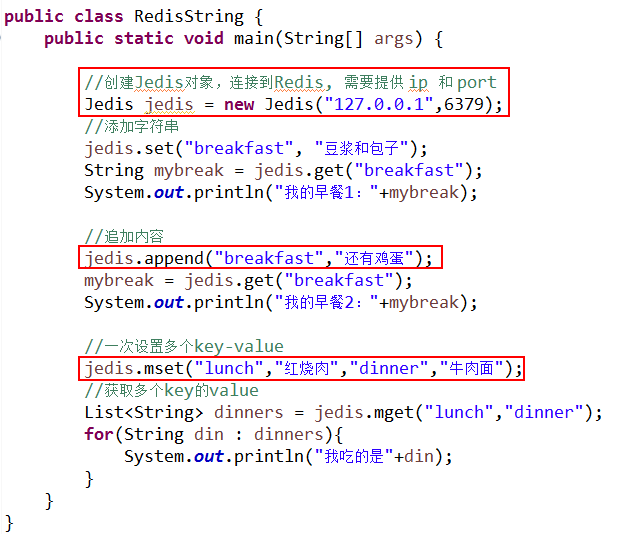 public class RedisString {
public static void main(String[] args) {
//创建Jedis对象，连接到Redis, 需要提供 ip 和 port
Jedis jedis = new Jedis("127.0.0.1",6379);
//添加字符串
jedis.set("breakfast", "豆浆和包子");
String mybreak = jedis.get("breakfast");
System.out.println("我的早餐1："+mybreak);
//追加内容
jedis.append("breakfast","还有鸡蛋");
mybreak = jedis.get("breakfast");
System.out.println("我的早餐2："+mybreak);
//一次设置多个key-value
jedis.mset("lunch","红烧肉","dinner","牛肉面");
//获取多个key的value
List<String> dinners = jedis.mget("lunch","dinner");
for(String din : dinners){
System.out.println("我吃的是"+din);
}
}
}